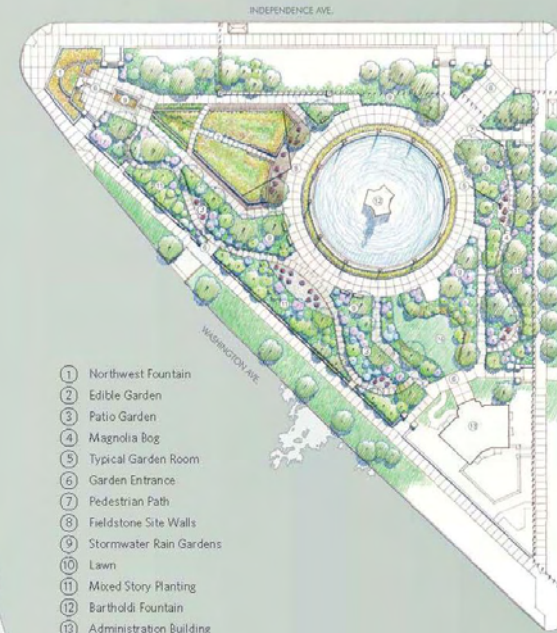 INDEPENDENCE AVE.
WASHINGTON AVE.
1 Northwest Fountain
2 Edible Garden
3 Patio Garden
4 Magnolia Bog
5 Typical Garden Room
6 Garden Entrance
7 Pedestrian Path
8 Fieldstone Site Walls
9 Stormwater Rain Gardens
10 Lawn
11 Mixed Story Planting
12 Bartholdi Fountain
13 Administration Building